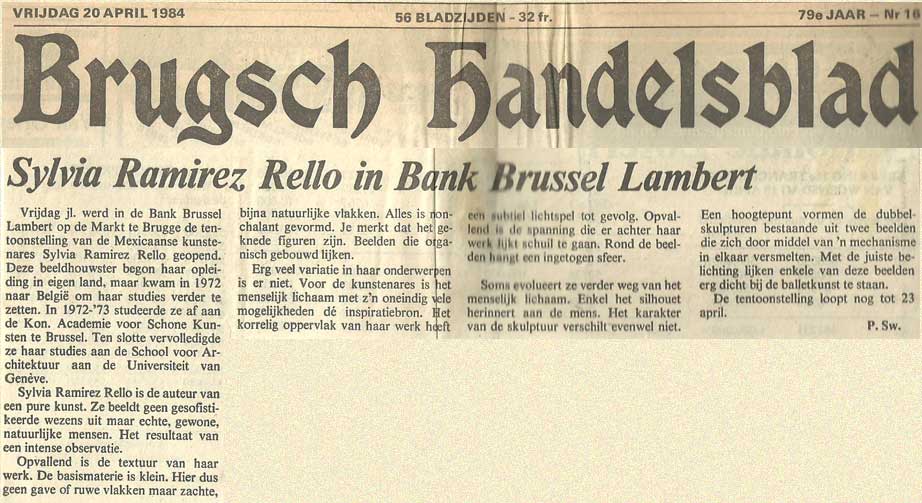 VRIJDAG 20 APRIL 1984
56 BLADZIJDEN - 32 fr.
79e JAAR — Nr 16
Brugsch Handelsblad
Sylvia Ramirez Rello in Bank Brussel Lambert
Vrijdag jl. werd in de Bank Brussel
Lambert op de Markt te Brugge de ten-
toonstelling van de Mexicaanse kunste-
nares Sylvia Ramirez Rello geopend.
Deze beeldhouwster begon haar oplei-
ding in eigen land, maar kwam in 1972
naar België om haar studies verder te
zetten. In 1972-'73 studeerde ze af aan
de Kon. Academie voor Schone Kun-
sten te Brussel. Ten slotte vervolledigde
ze haar studies aan de School voor Ar-
chitektuur aan de Universiteit van
Genève.
Sylvia Ramirez Rello is de auteur van
een pure kunst. Ze beeldt geen gesofisti-
keerde wezens uit maar echte, gewone,
natuurlijke mensen. Het resultaat van
een intense observatie.
Opvallend is de textuur van haar
werk. De basismaterie is klein. Hier dus
geen gave of ruwe vlakken maar zachte,
bijna natuurlijke vlakken. Alles is non-
chalant gevormd. Je merkt dat het ge-
knede figuren zijn. Beelden die orga-
nisch gebouwd lijken.
Erg veel variatie in haar onderwerpen
is er niet. Voor de kunstenares is het
menselijk lichaam met z'n oneindig vele
mogelijkheden dé inspiratiebron. Het
korrelig oppervlak van haar werk heeft
een subtiel lichtspel tot gevolg. Opval-
lend is de spanning die er achter haar
werk lijkt schuil te gaan. Rond de beel-
den hangt een ingetogen sfeer.
Soms evolueert ze verder weg van het
menselijk lichaam. Enkel het silhouet
herinnert aan de mens. Het karakter
van de skulptuur verschilt evenwel niet.
Een hoogtepunt vormen de dubbel-
skulpturen bestaande uit twee beelden
die zich door middel van 'n mechanisme
in elkaar versmelten. Met de juiste be-
lichting lijken enkele van deze beelden
erg dicht bij de balletkunst te staan.
De tentoonstelling loopt nog tot 23
april.
P. Sw.